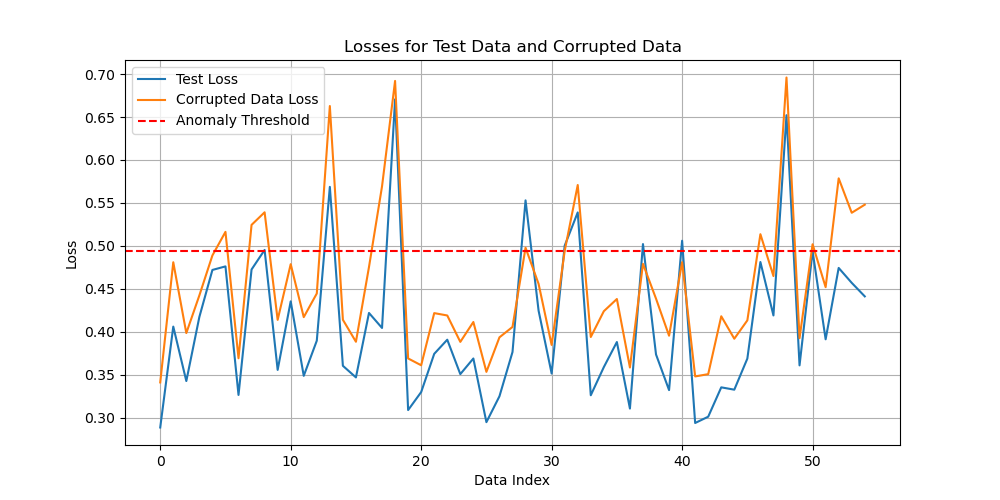 Losses for Test Data and Corrupted Data
Test Loss
Corrupted Data Loss
Anomaly Threshold
0.70
0.65
0.60
0.55
0.50
0.45
0.40
0.35
0.30
Loss
0 10 20 30 40 50
Data Index